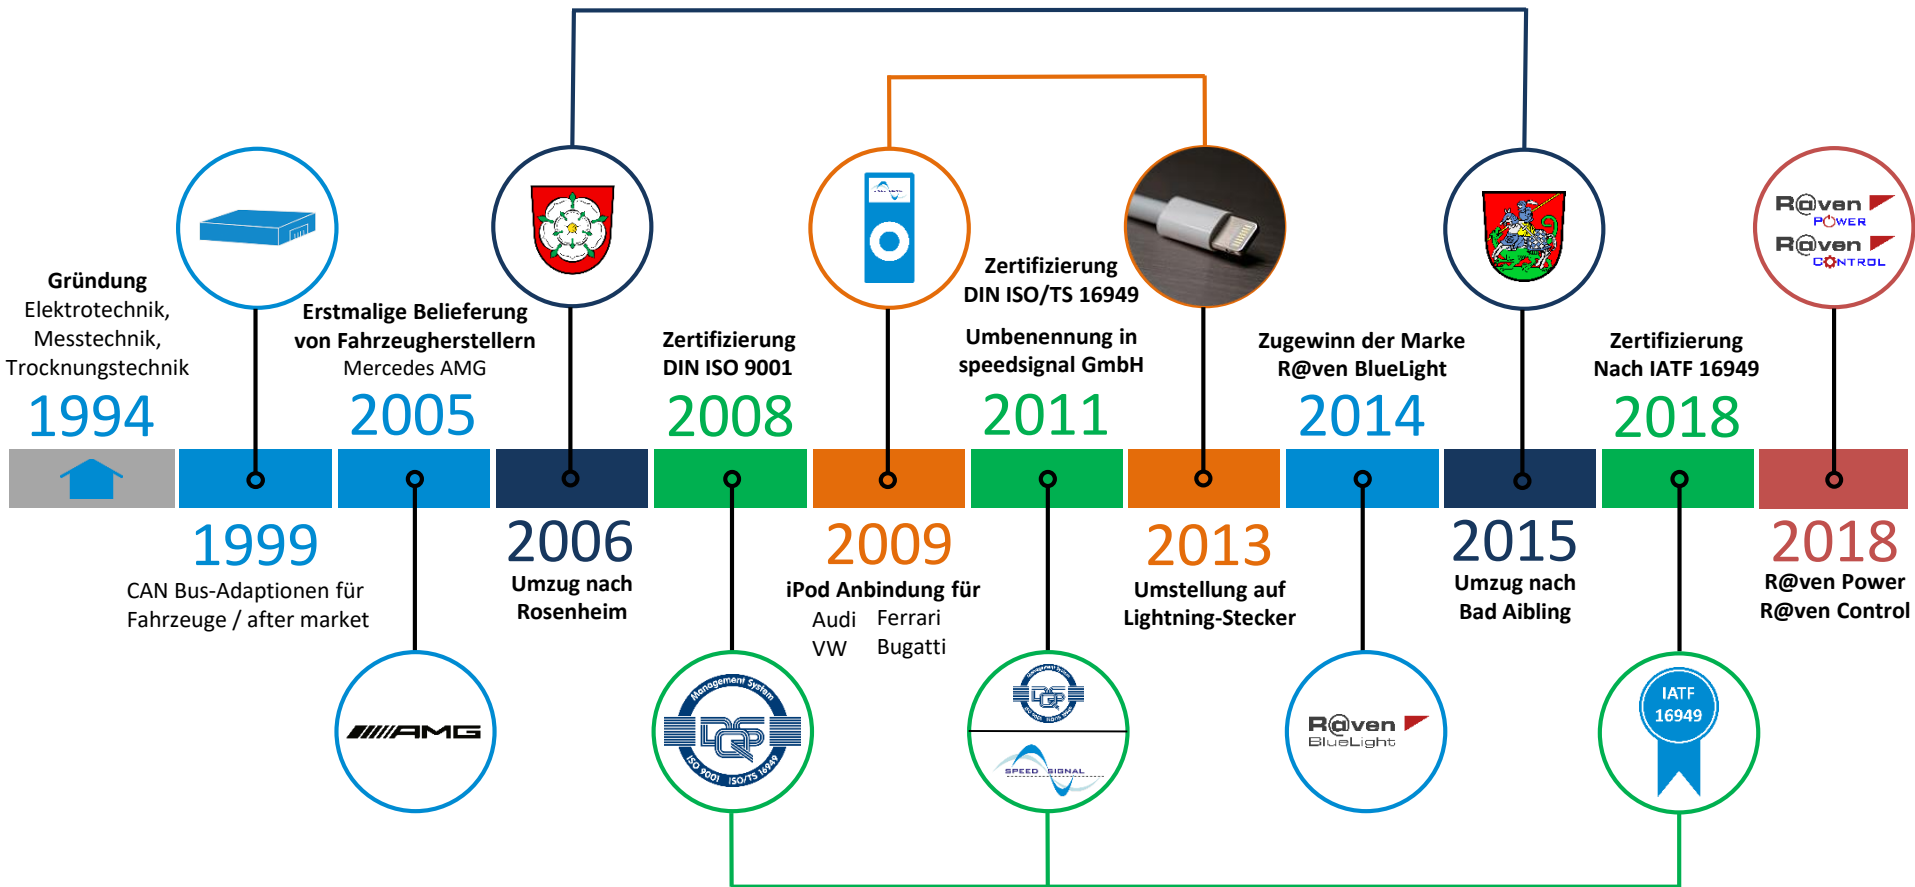 Gründung
Elektrotechnik,
Messtechnik,
Trocknungstechnik
1994
1999
CAN Bus-Adaptionen für
Fahrzeuge / after market
Erstmalige Belieferung
von Fahrzeugherstellern
Mercedes AMG
2005
AMG
2006
Umzug nach
Rosenheim
Zertifizierung
DIN ISO 9001
2008
Management System
DQS
ISO 9001 ISO/TS 16949
2009
iPod Anbindung für
Audi Ferrari
VW Bugatti
Zertifizierung
DIN ISO/TS 16949
Umbenennung in
speedsignal GmbH
2011
DQS
SPEED SIGNAL
2013
Umstellung auf
Lightning-Stecker
Zugewinn der Marke
R@ven BlueLight
2014
R@ven
BlueLight
2015
Umzug nach
Bad Aibling
Zertifizierung
Nach IATF 16949
2018
IATF
16949
R@ven
POWER
R@ven
CONTROL
2018
R@ven Power
R@ven Control